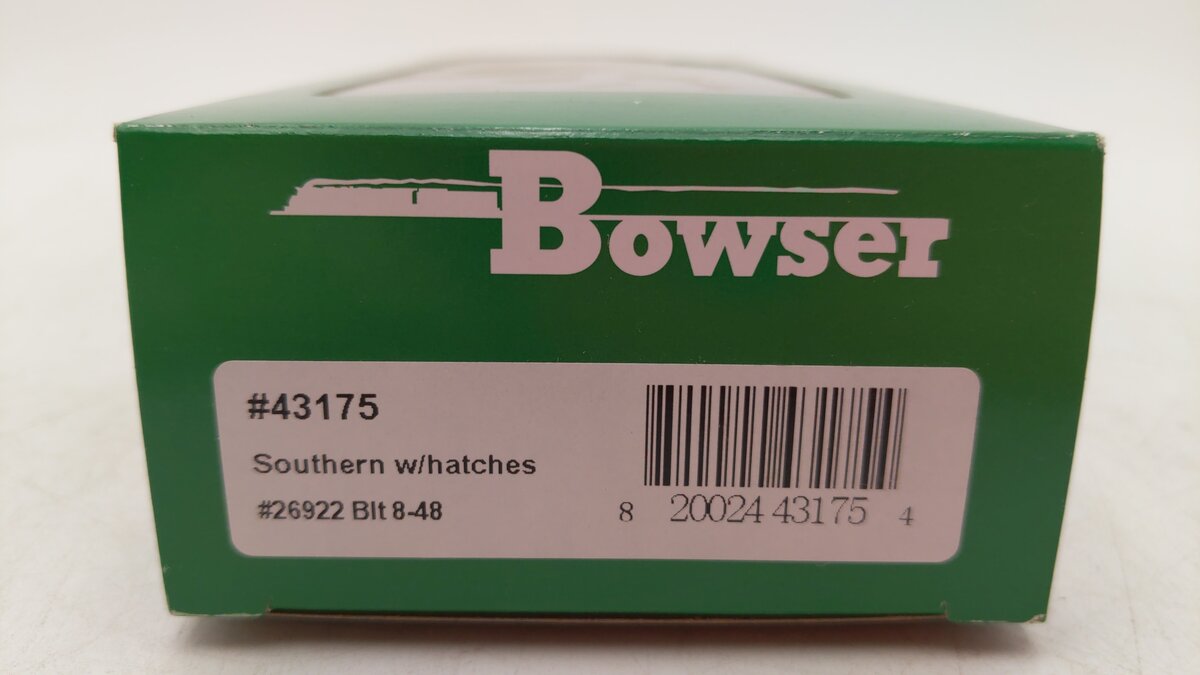 Bowser
#43175
Southern w/hatches
#26922 Blt 8-48
8 20024 43175 4